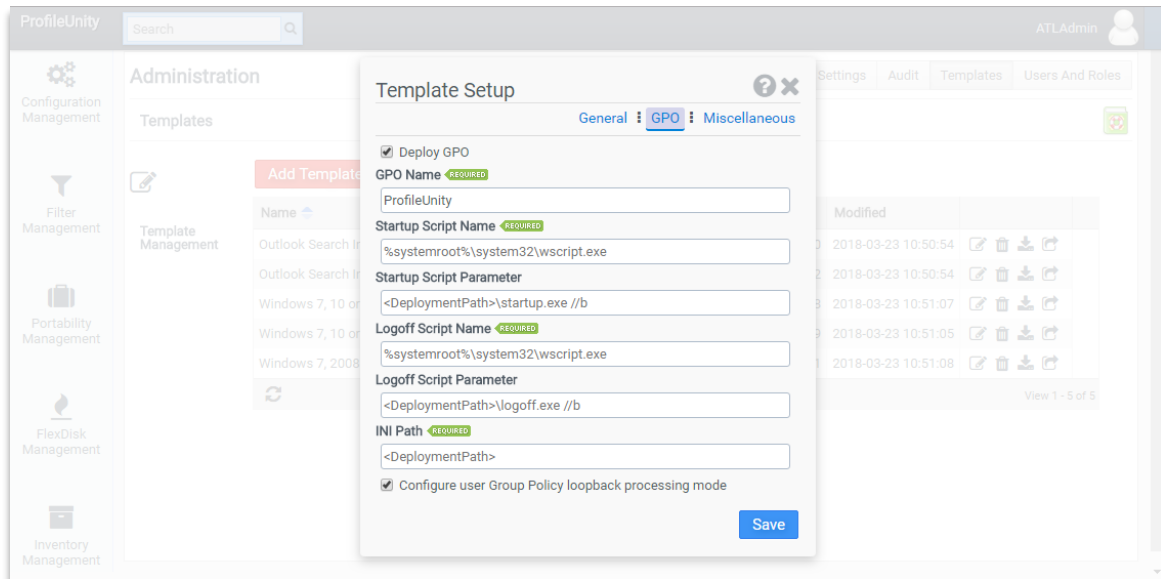 ProfileUnity
Search
ATLAdmin
Configuration
Management
Administration
Settings Audit Templates Users And Roles
Templates
Filter
Management
Template
Management
Portability
Management
FlexDisk
Management
Inventory
Management
Add Template
Name Modified
Outlook Search In 0 2018-03-23 10:50:54
Outlook Search In 2 2018-03-23 10:50:54
Windows 7, 10 or 8 2018-03-23 10:51:07
Windows 7, 10 or 9 2018-03-23 10:51:05
Windows 7, 2008 1 2018-03-23 10:51:08
View 1 - 5 of 5
Template Setup
General GPO Miscellaneous
Deploy GPO
GPO Name REQUIRED
ProfileUnity
Startup Script Name REQUIRED
%systemroot%\system32\wscript.exe
Startup Script Parameter
<DeploymentPath>\startup.exe //b
Logoff Script Name REQUIRED
%systemroot%\system32\wscript.exe
Logoff Script Parameter
<DeploymentPath>\logoff.exe //b
INI Path REQUIRED
<DeploymentPath>
Configure user Group Policy loopback processing mode
Save